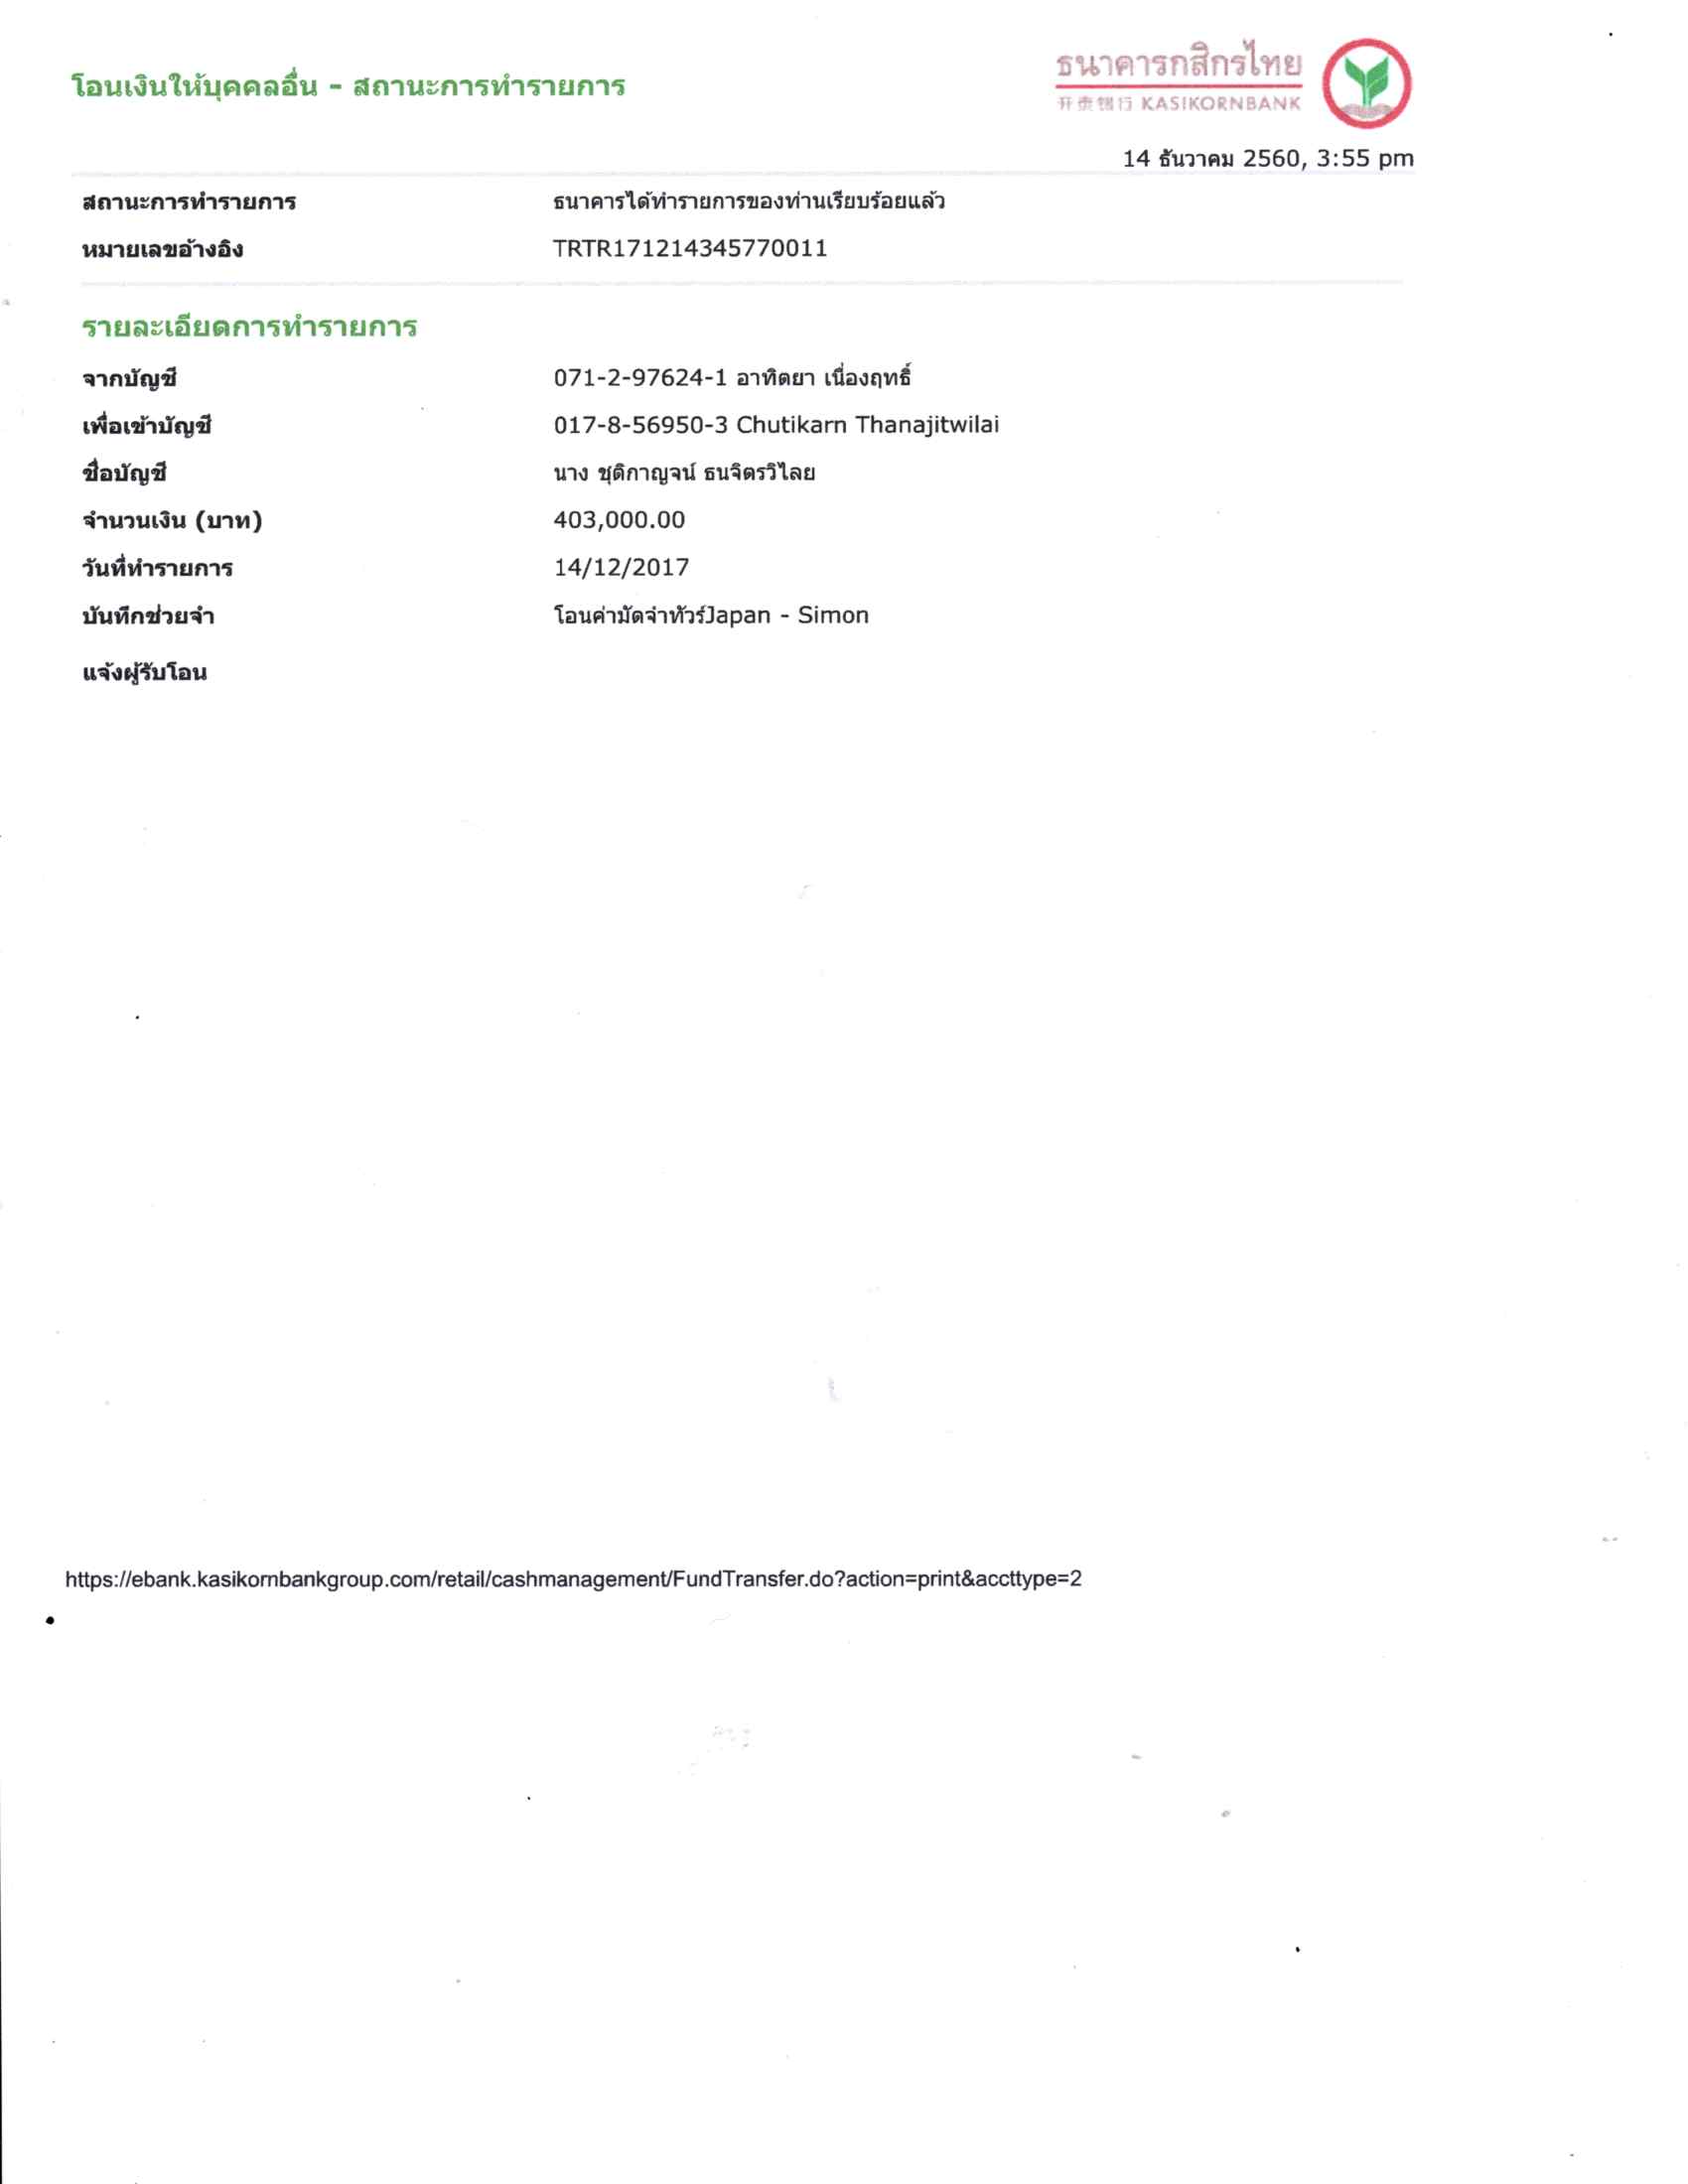 โอนเงินให้บุคคลอื่น - สถานะการทำรายการ
ธนาคารกสิกรไทย
开泰银行 KASIKORNBANK
14 ธันวาคม 2560, 3:55 pm
สถานะการทำรายการ ธนาคารได้ทำรายการของท่านเรียบร้อยแล้ว
หมายเลขอ้างอิง TRTR171214345770011
รายละเอียดการทำรายการ
จากบัญชี 071-2-97624-1 อาทิตยา เนื่องฤทธิ์
เพื่อเข้าบัญชี 017-8-56950-3 Chutikarn Thanajitwilai
ชื่อบัญชี นาง ชุติกาญจน์ ธนจิตรวิไลย
จำนวนเงิน (บาท) 403,000.00
วันที่ทำรายการ 14/12/2017
บันทึกช่วยจำ โอนค่ามัดจำทัวร์Japan - Simon
แจ้งผู้รับโอน
https://ebank.kasikornbankgroup.com/retail/cashmanagement/FundTransfer.do?action=print&accttype=2